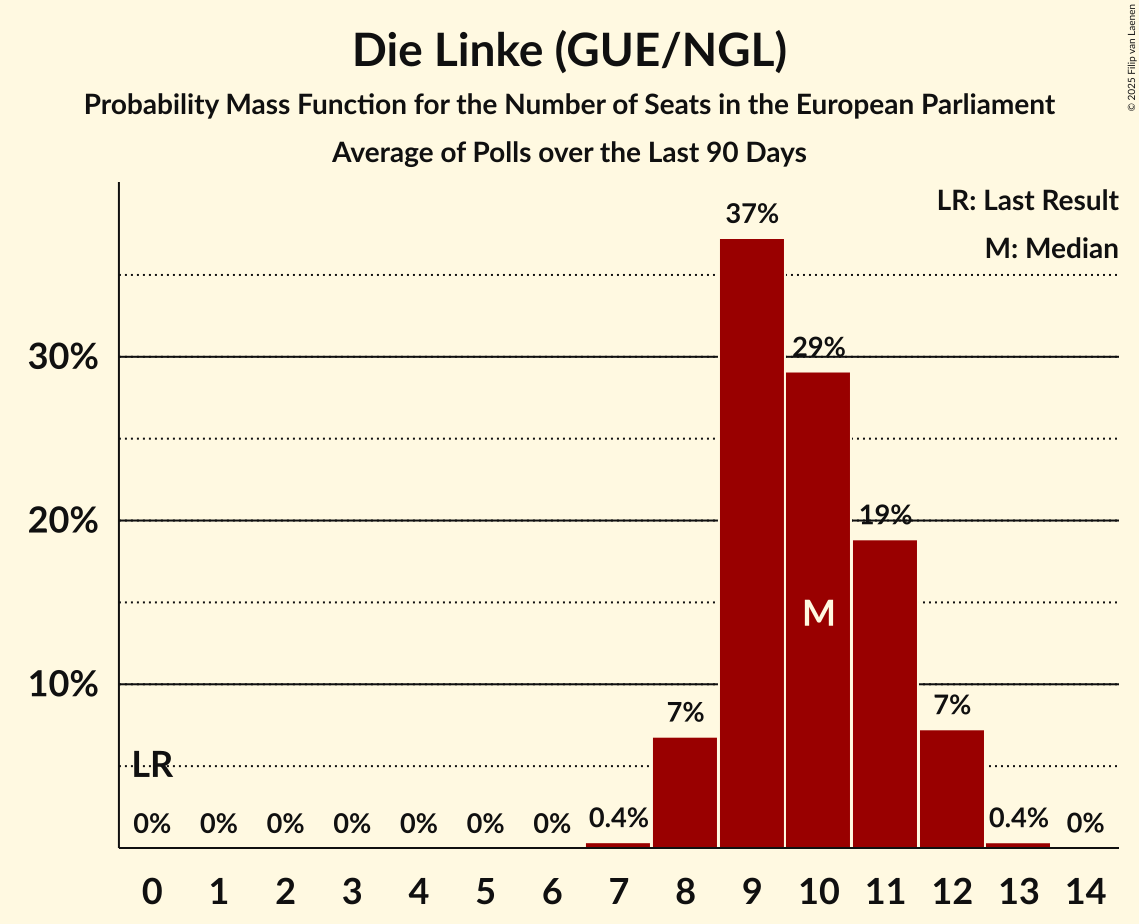 Die Linke (GUE/NGL)
Probability Mass Function for the Number of Seats in the European Parliament
Average of Polls over the Last 90 Days
© 2025 Filip van Laenen
LR: Last Result
M: Median
37%
29%
30%
19%
20%
M
10%
7%
7%
LR
0% 0% 0% 0% 0% 0% 0% 0.4% 0.4% 0%
0 1 2 3 4 5 6 7 8 9 10 11 12 13 14